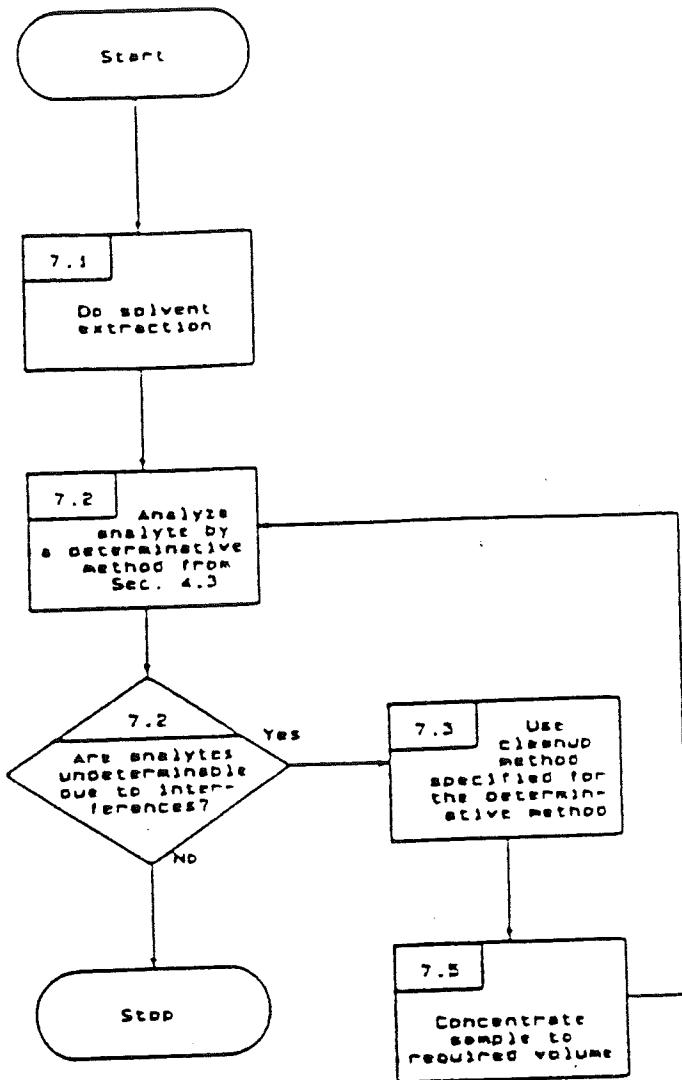 Start
7.1
Do solvent
extraction
7.2
Analyze
analyte by
a determinative
method from
Sec. 4.3
7.2
Are analytes
undeterminable
due to inter-
ferences?
Yes
No
7.3
Use
cleanup
method
specified for
the determin-
ative method
7.5
Concentrate
sample to
required volume
Stop